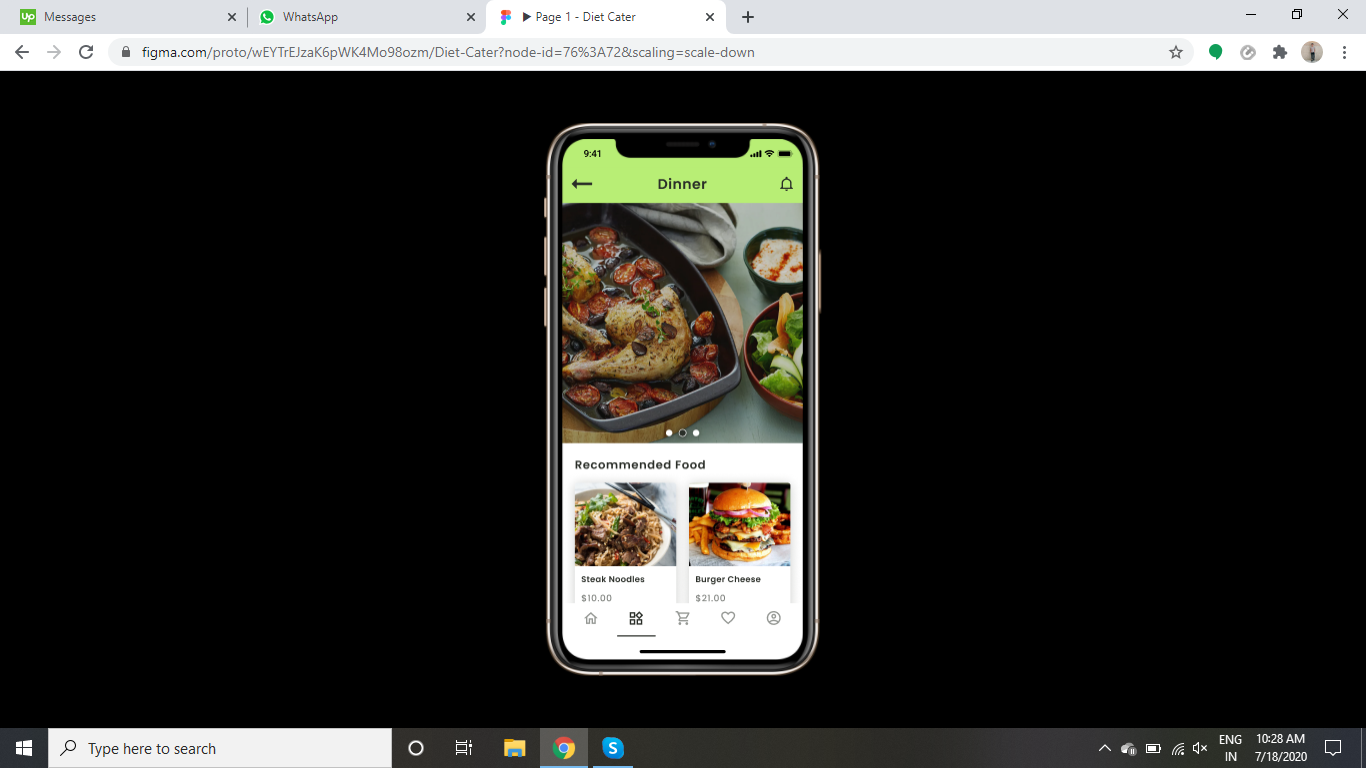 Up Messages
WhatsApp
▶ Page 1 - Diet Cater
figma.com/proto/wEYTrEJzaK6pWK4Mo98ozm/Diet-Cater?node-id=76%3A72&scaling=scale-down
9:41
Dinner
Recommended Food
Steak Noodles
Burger Cheese
$10.00
$21.00
Type here to search
S
ENG
IN
10:28 AM
7/18/2020